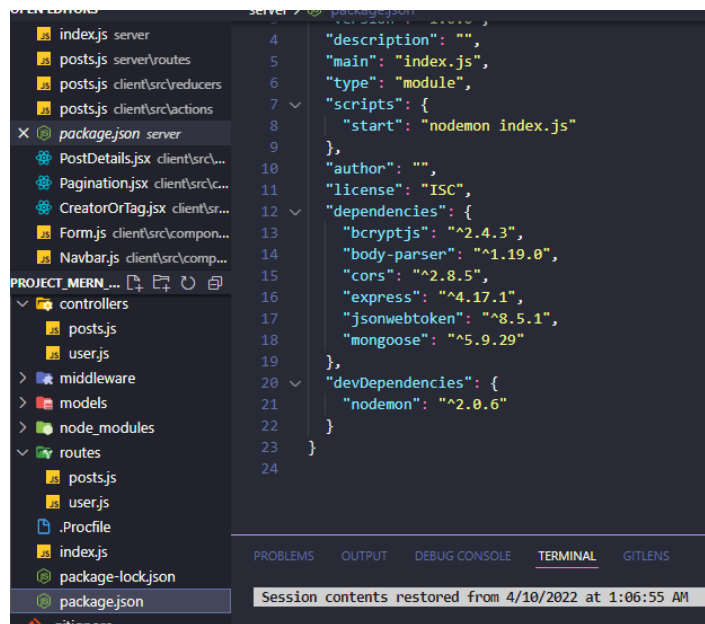 OPEN EDITORS
index.js server
posts.js server\routes
posts.js client\src\reducers
posts.js client\src\actions
package.json server
PostDetails.jsx client\src\...
Pagination.jsx client\src\c...
CreatorOrTag.jsx client\sr...
Form.js client\src\compon...
Navbar.js client\src\comp...
PROJECT_MERN_...
controllers
posts.js
user.js
middleware
models
node_modules
routes
posts.js
user.js
.Procfile
index.js
package-lock.json
package.json
.gitignore
server > package.json
4 "description": "",
5 "main": "index.js",
6 "type": "module",
7 "scripts": {
8 "start": "nodemon index.js"
9 },
10 "author": "",
11 "license": "ISC",
12 "dependencies": {
13 "bcryptjs": "^2.4.3",
14 "body-parser": "^1.19.0",
15 "cors": "^2.8.5",
16 "express": "^4.17.1",
17 "jsonwebtoken": "^8.5.1",
18 "mongoose": "^5.9.29"
19 },
20 "devDependencies": {
21 "nodemon": "^2.0.6"
22 }
23 }
24
PROBLEMS OUTPUT DEBUG CONSOLE TERMINAL GITLENS
Session contents restored from 4/10/2022 at 1:06:55 AM